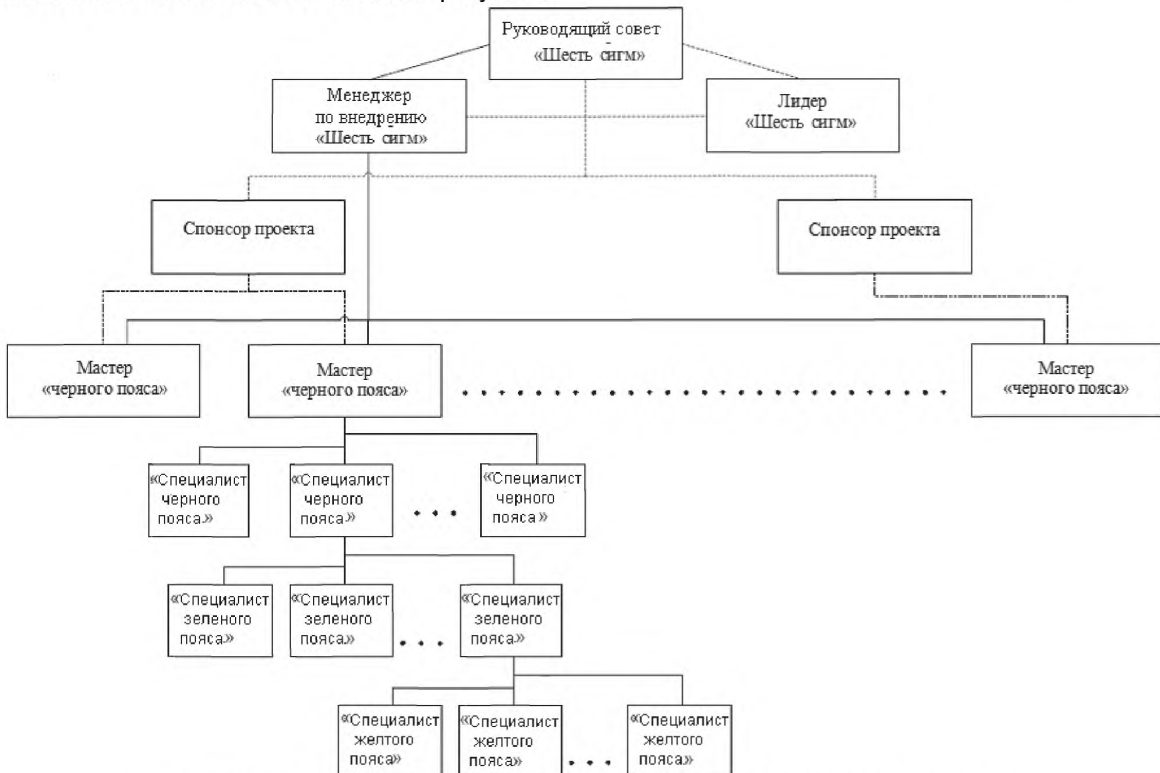 Руководящий совет
«Шесть сигм»
Менеджер
по внедрению
«Шесть сигм»
Лидер
«Шесть сигм»
Спонсор проекта
Спонсор проекта
Мастер
«черного пояса»
Мастер
«черного пояса»
Мастер
«черного пояса»
«Специалист
черного
пояса»
«Специалист
черного
пояса»
«Специалист
черного
пояса»
«Специалист
зеленого
пояса»
«Специалист
зеленого
пояса»
«Специалист
зеленого
пояса»
«Специалист
желтого
пояса»
«Специалист
желтого
пояса»
«Специалист
желтого
пояса»